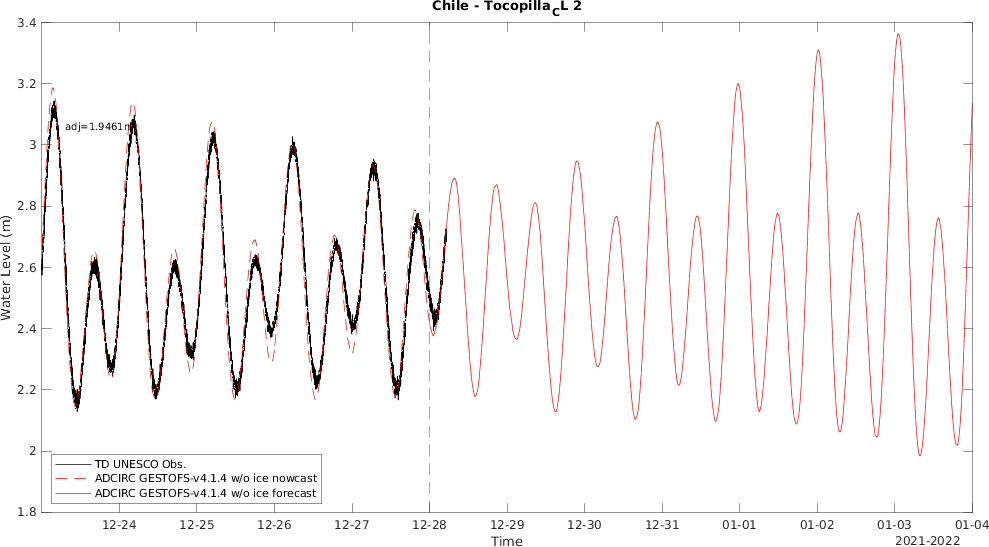 Chile - Tocopilla_CL 2
3.4
3.2
3
2.8
2.6
2.4
2.2
2
1.8
Water Level (m)
adj=1.9461m
TD UNESCO Obs.
ADCIRC GESTOFS-v4.1.4 w/o ice nowcast
ADCIRC GESTOFS-v4.1.4 w/o ice forecast
12-24 12-25 12-26 12-27 12-28 12-29 12-30 12-31 01-01 01-02 01-03 01-04
Time
2021-2022